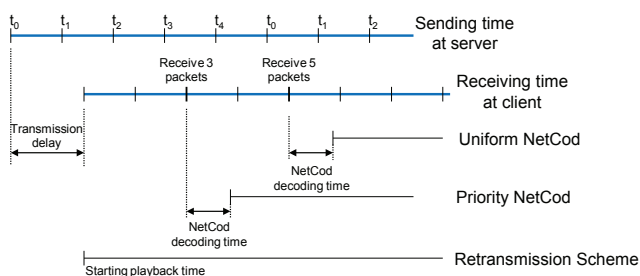 t0 t1 t2 t3 t4 t0 t1 t2
Sending time
at server
Receive 3
packets
Receive 5
packets
Receiving time
at client
Transmission
delay
Uniform NetCod
NetCod
decoding time
Priority NetCod
NetCod
decoding time
Starting playback time
Retransmission Scheme